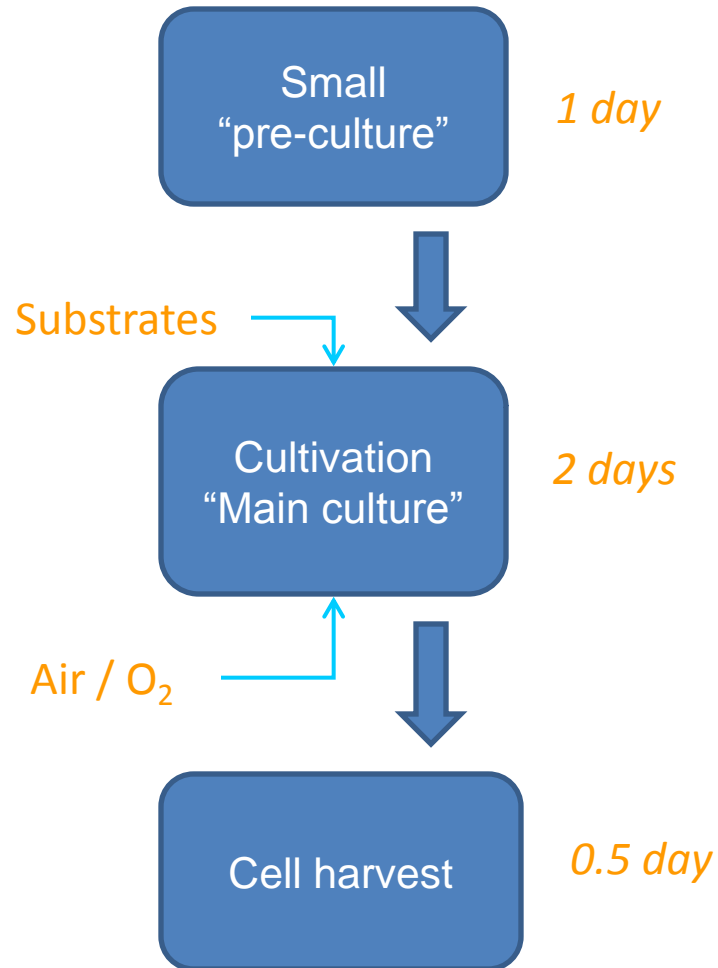 Small
“pre-culture”
1 day
Substrates
Cultivation
“Main culture”
2 days
Air / O₂
Cell harvest
0.5 day